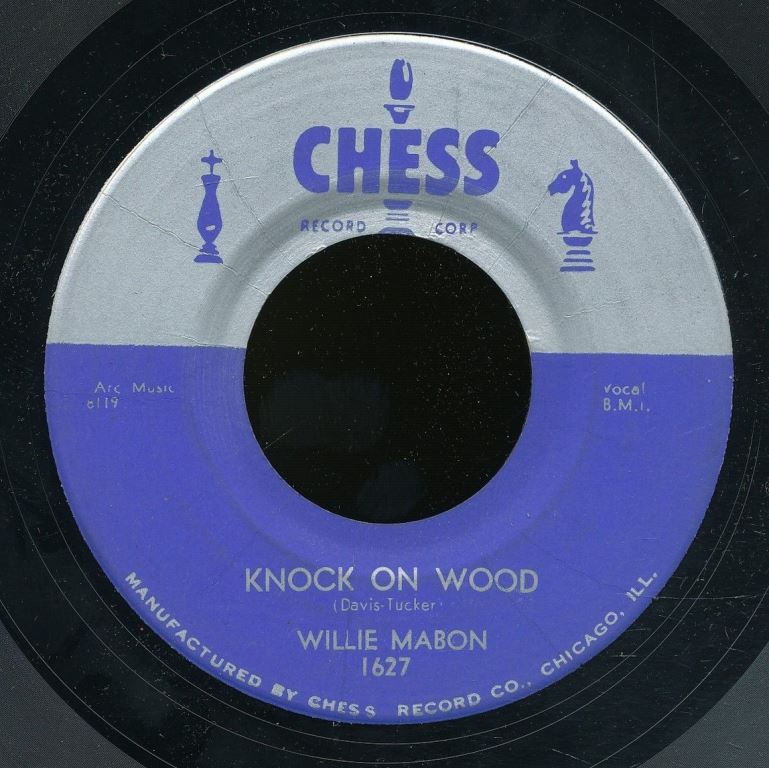 CHESS
RECORD CORP
Arc Music
8119
Vocal
B.M.I.
KNOCK ON WOOD
(Davis-Tucker)
WILLIE MABON
1627
MANUFACTURED BY CHESS RECORD CO., CHICAGO, ILL.